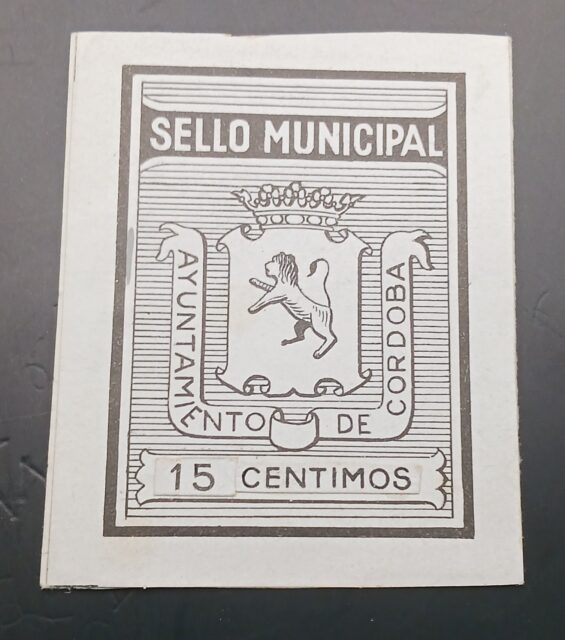 SELLO MUNICIPAL
AYUNTAMIENTO DE CORDOBA
15 CENTIMOS